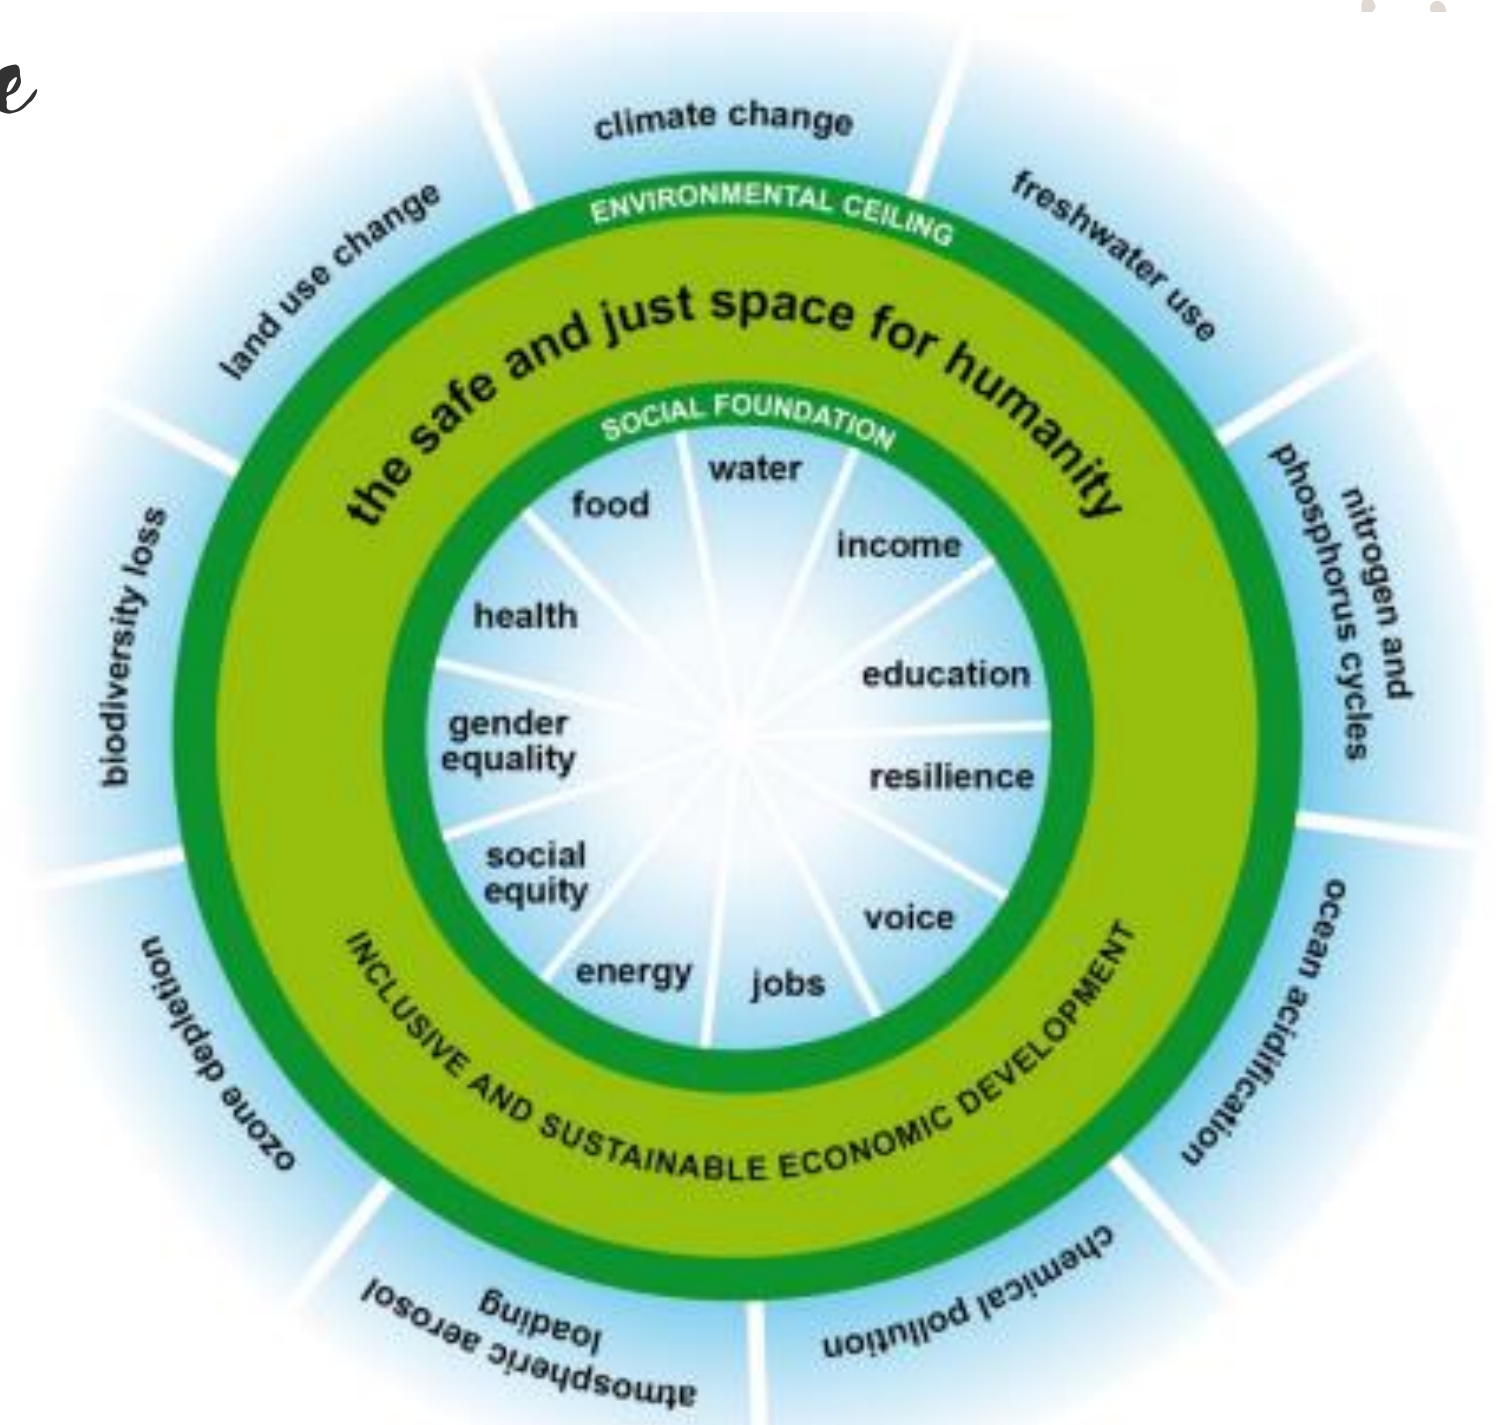 e
climate change
freshwater use
nitrogen and
phosphorus cycles
ocean acidification
chemical pollution
atmospheric aerosol
loading
ozone depletion
biodiversity loss
land use change
ENVIRONMENTAL CEILING
the safe and just space for humanity
SOCIAL FOUNDATION
water
income
education
resilience
voice
jobs
energy
social
equity
gender
equality
health
food
INCLUSIVE AND SUSTAINABLE ECONOMIC DEVELOPMENT